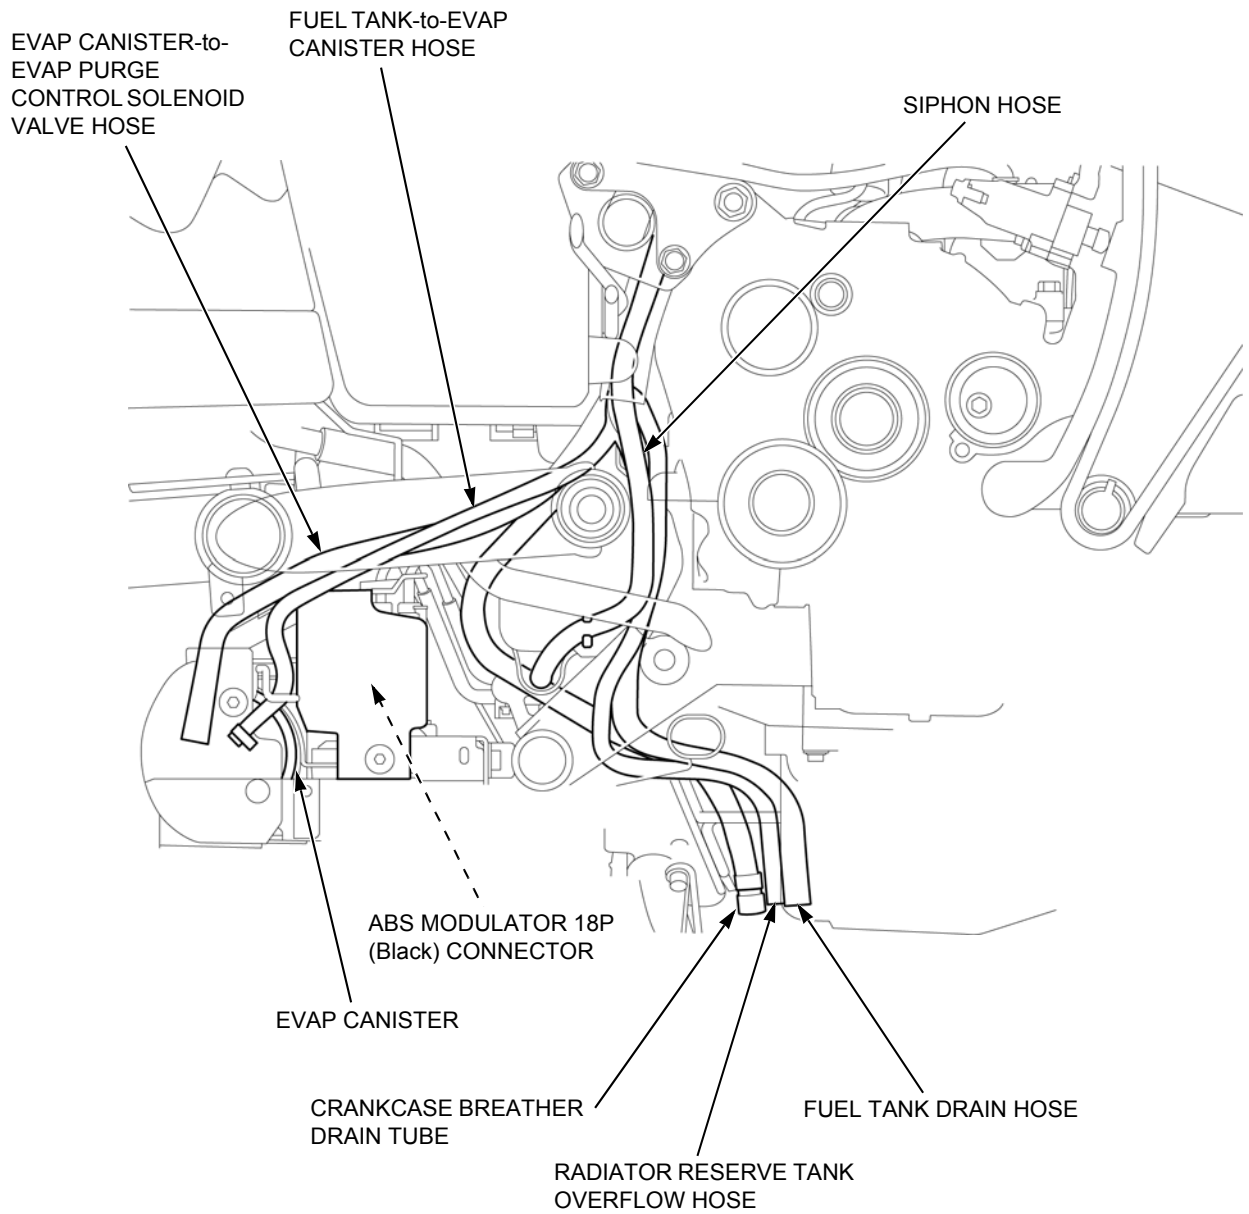 FUEL TANK-to-EVAP
CANISTER HOSE
EVAP CANISTER-to-
EVAP PURGE
CONTROL SOLENOID
VALVE HOSE
SIPHON HOSE
ABS MODULATOR 18P
(Black) CONNECTOR
EVAP CANISTER
CRANKCASE BREATHER
DRAIN TUBE
FUEL TANK DRAIN HOSE
RADIATOR RESERVE TANK
OVERFLOW HOSE